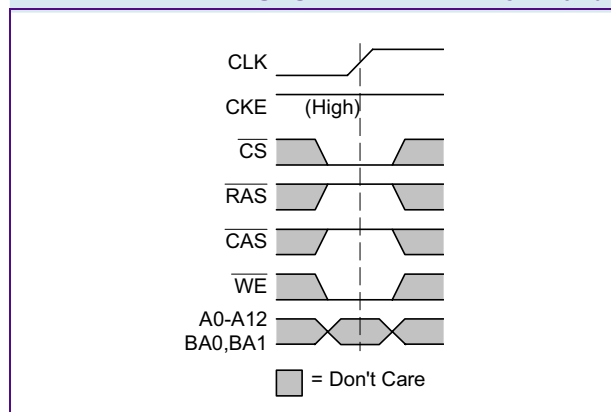 CLK
CKE (High)
CS
RAS
CAS
WE
A0-A12
BA0,BA1
= Don't Care